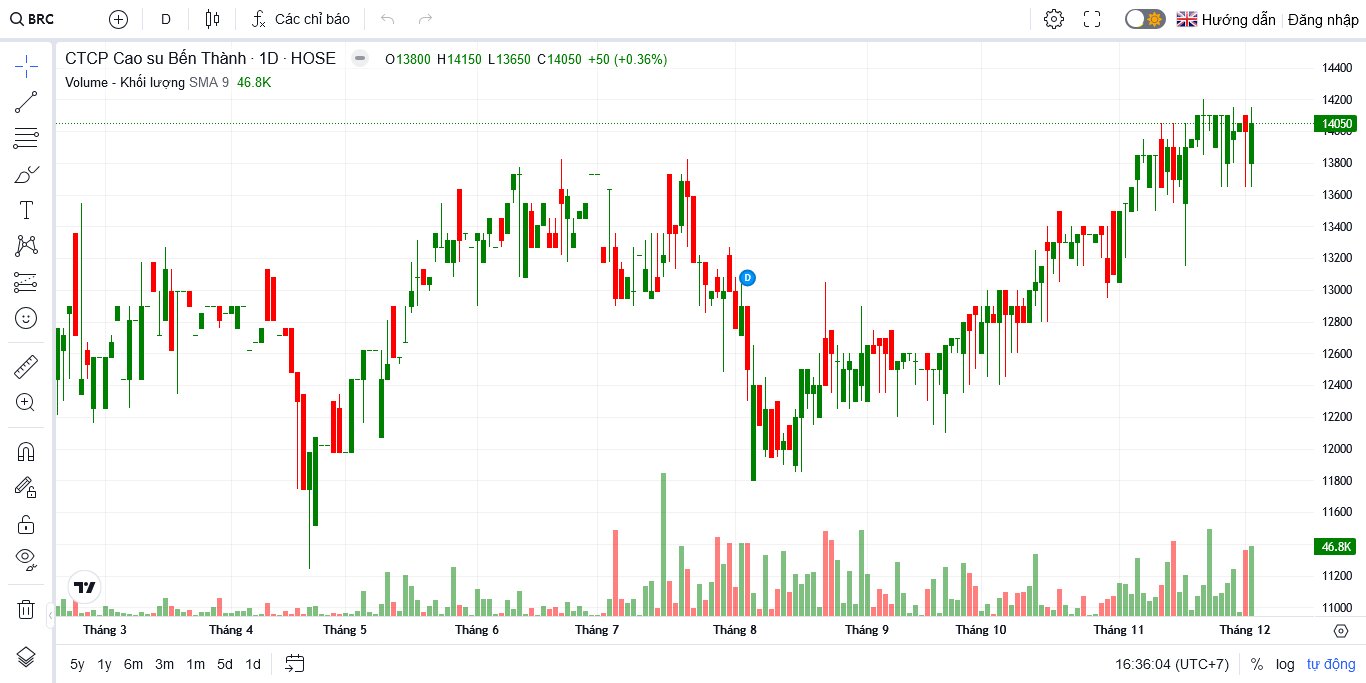 BRC D Các chỉ báo Hướng dẫn Đăng nhập
CTCP Cao su Bến Thành · 1D · HOSE O13800 H14150 L13650 C14050 +50 (+0.36%)
Volume - Khối lượng SMA 9 46.8K
14400
14200
14050
14000
13800
13600
13400
13200
13000
12800
12600
12400
12200
12000
11800
11600
46.8K
11200
11000
D
Tháng 3 Tháng 4 Tháng 5 Tháng 6 Tháng 7 Tháng 8 Tháng 9 Tháng 10 Tháng 11 Tháng 12
5y 1y 6m 3m 1m 5d 1d 16:36:04 (UTC+7) % log tự động